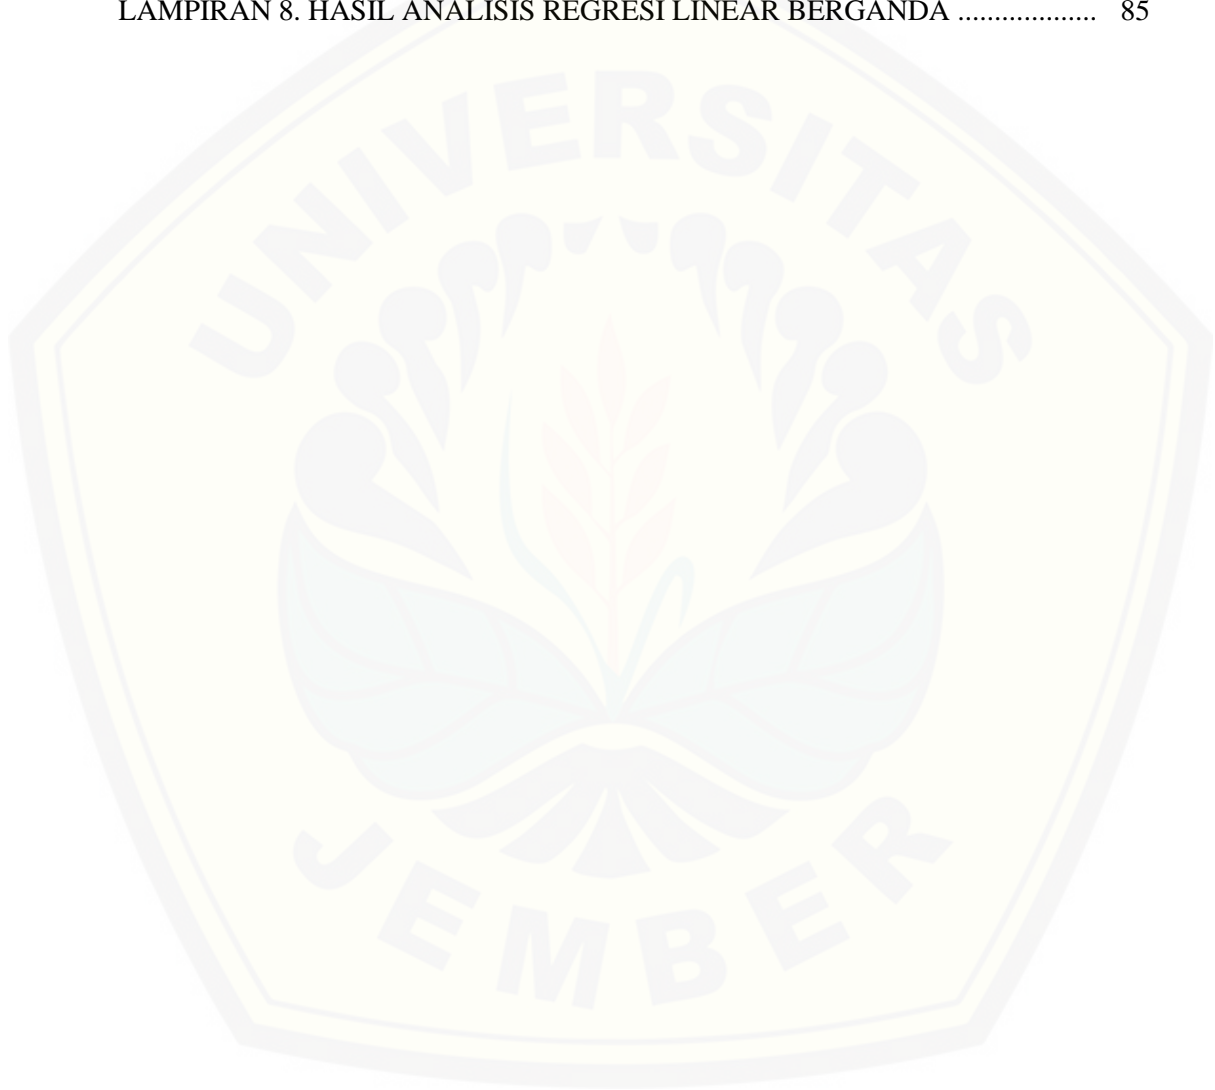 LAMPIRAN 8. HASIL ANALISIS REGRESI LINEAR BERGANDA ................... 85
UNIVERSITAS
JEMBER